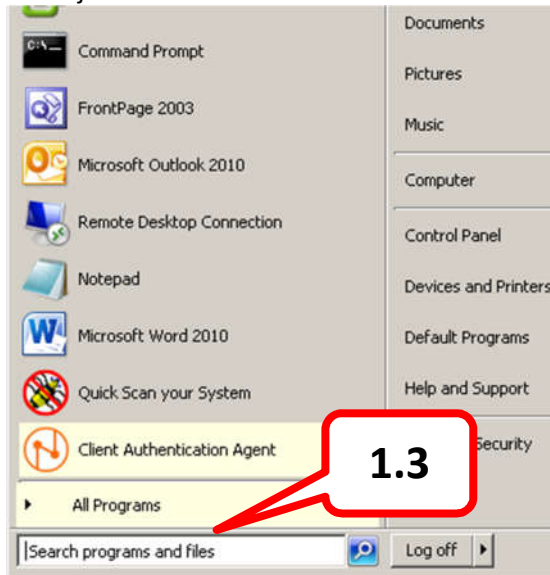 C:\
Command Prompt
FrontPage 2003
Microsoft Outlook 2010
Remote Desktop Connection
Notepad
Microsoft Word 2010
Quick Scan your System
Client Authentication Agent
All Programs
Search programs and files
Documents
Pictures
Music
Computer
Control Panel
Devices and Printers
Default Programs
Help and Support
Security
1.3
Log off